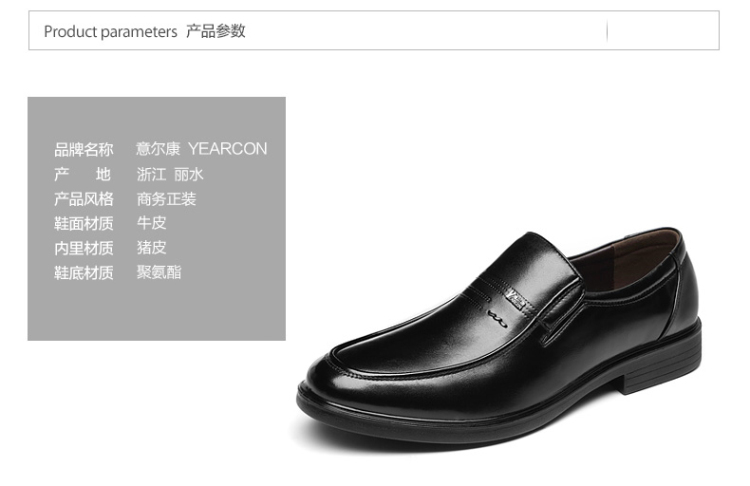 Product parameters 产品参数
品牌名称 意尔康 YEARCON
产 地 浙江 丽水
产品风格 商务正装
鞋面材质 牛皮
内里材质 猪皮
鞋底材质 聚氨酯